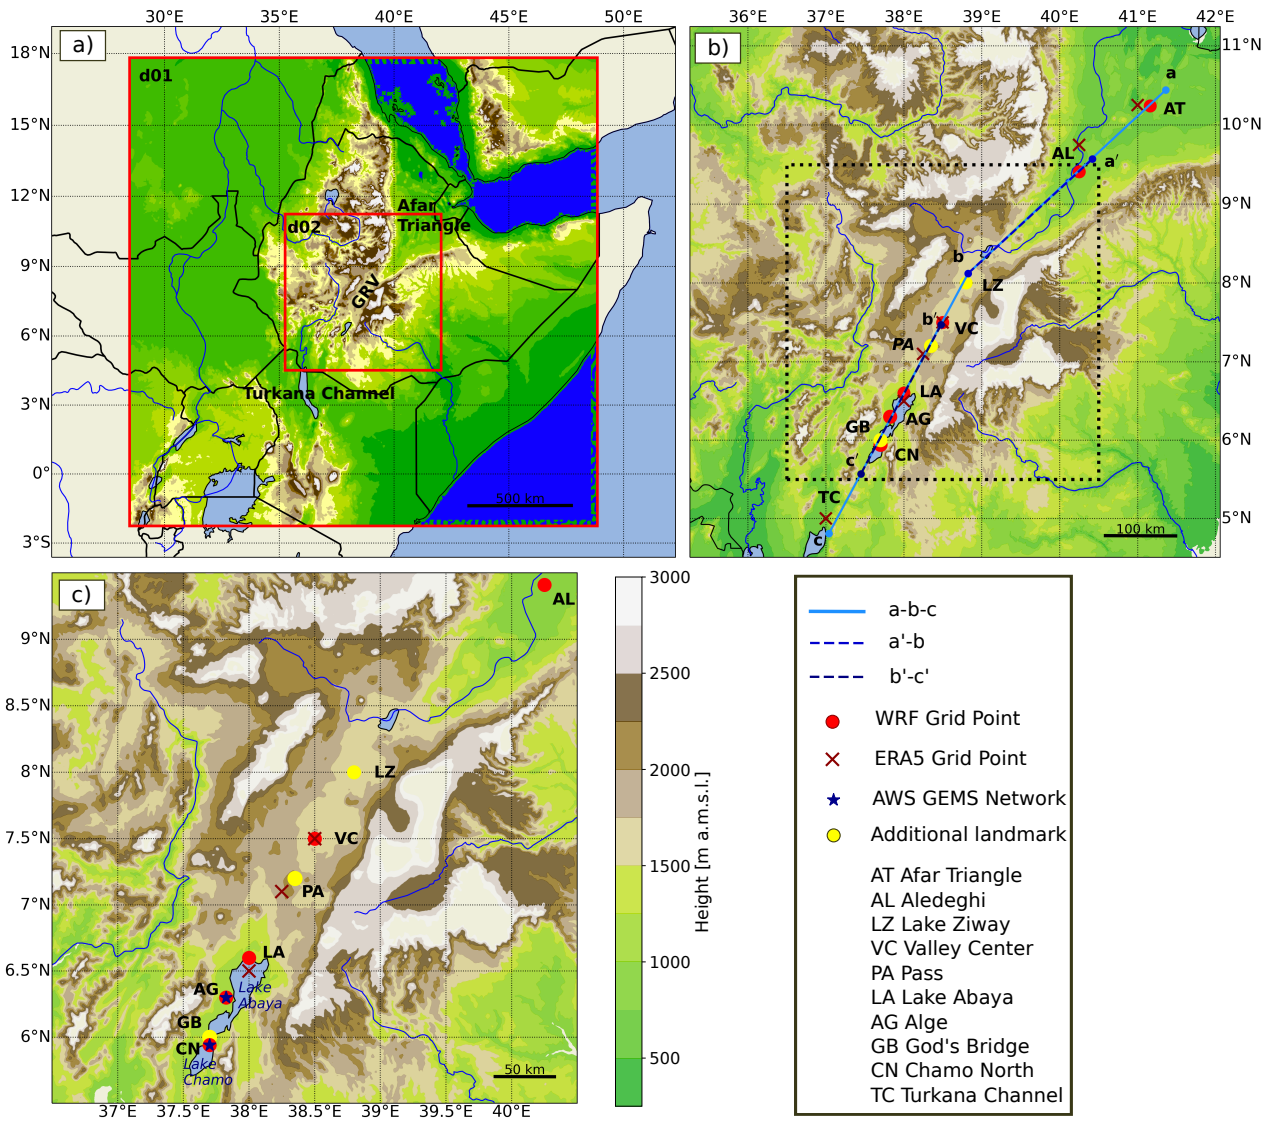 30°E 35°E 40°E 45°E 50°E
a)
18°N
15°N
12°N
9°N
6°N
3°N
0°
3°S
d01
d02
Afar
Triangle
GRV
Turkana Channel
500 km
36°E 37°E 38°E 39°E 40°E 41°E 42°E
b)
11°N
10°N
9°N
8°N
7°N
6°N
5°N
a
AT
AL
a'
b
LZ
b'
VC
PA
LA
AG
GB
CN
c'
TC
c
100 km
c)
9°N
8.5°N
8°N
7.5°N
7°N
6.5°N
6°N
AL
LZ
VC
PA
LA
AG
Lake
Abaya
GB
CN
Lake
Chamo
50 km
37°E 37.5°E 38°E 38.5°E 39°E 39.5°E 40°E
3000
2500
2000
1500
1000
500
Height [m a.m.s.l.]
a-b-c
a'-b
b'-c'
WRF Grid Point
ERA5 Grid Point
AWS GEMS Network
Additional landmark
AT Afar Triangle
AL Aledeghi
LZ Lake Ziway
VC Valley Center
PA Pass
LA Lake Abaya
AG Alge
GB God's Bridge
CN Chamo North
TC Turkana Channel